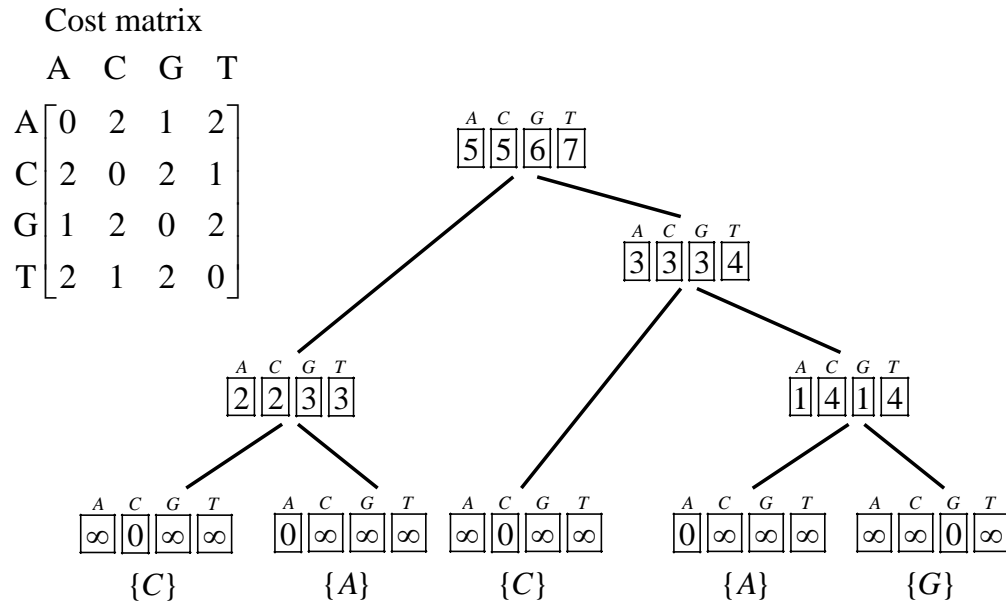 Cost matrix
A C G T
A 0 2 1 2
C 2 0 2 1
G 1 2 0 2
T 2 1 2 0
A C G T
5 5 6 7
A C G T
3 3 3 4
A C G T
2 2 3 3
A C G T
1 4 1 4
A C G T
∞ 0 ∞ ∞
A C G T
0 ∞ ∞ ∞
A C G T
∞ 0 ∞ ∞
A C G T
0 ∞ ∞ ∞
A C G T
∞ ∞ 0 ∞
{C} {A} {C} {A} {G}